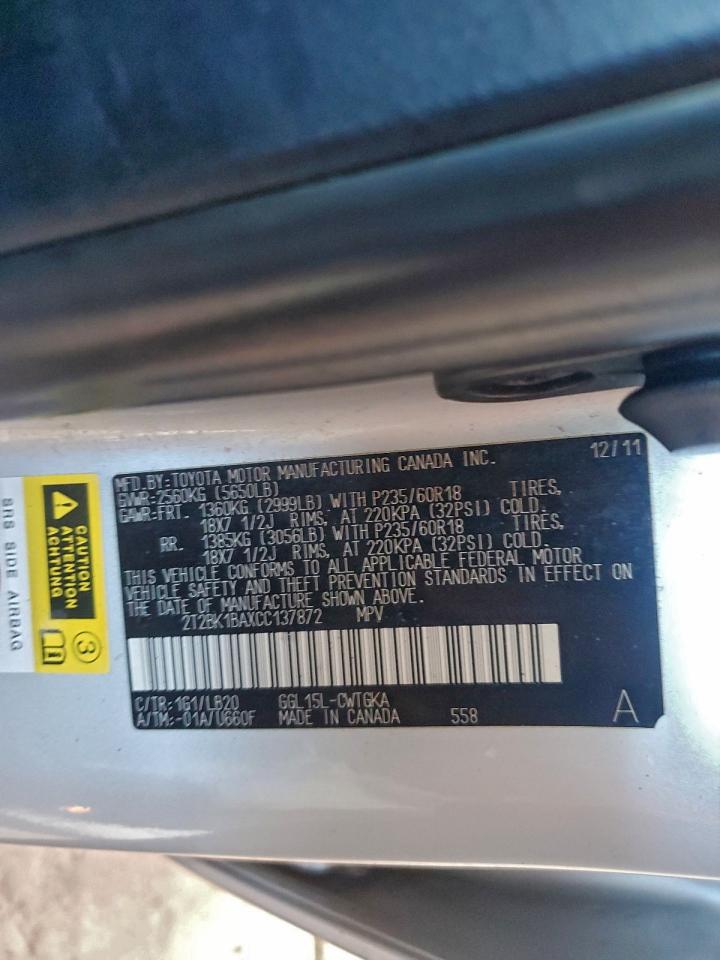 MFD.BY:TOYOTA MOTOR MANUFACTURING CANADA INC. 12/11
GVWR:2560KG (5650LB)
GAWR:FRT. 1360KG (2999LB) WITH P235/60R18 TIRES,
18X7 1/2J RIMS, AT 220KPA (32PSI) COLD.
RR. 1385KG (3056LB) WITH P235/60R18 TIRES,
18X7 1/2J RIMS, AT 220KPA (32PSI) COLD.
THIS VEHICLE CONFORMS TO ALL APPLICABLE FEDERAL MOTOR
VEHICLE SAFETY AND THEFT PREVENTION STANDARDS IN EFFECT ON
THE DATE OF MANUFACTURE SHOWN ABOVE.
2T2BK1BAXCC137872 MPV
C/TR:1G1/LB20 GGL15L-CWTGKA
A/TM:-01A/U660F MADE IN CANADA 558 A
CAUTION
ATTENTION
ACHTUNG
3
SRS SIDE AIRBAG